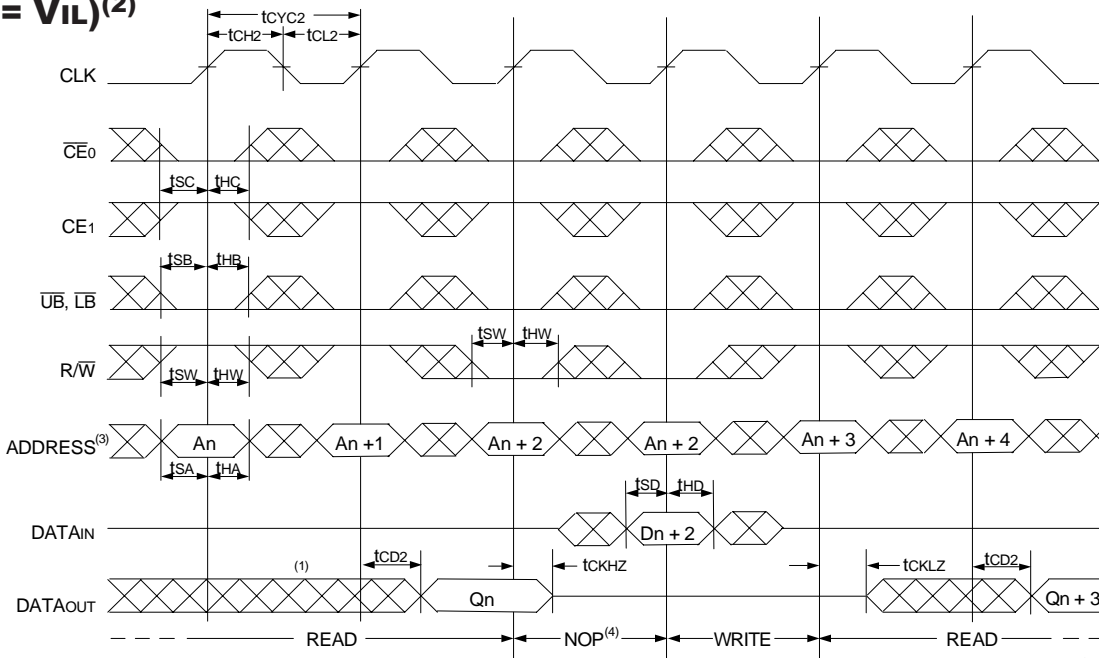 = VIL)(2)
tCYC2
tCH2 tCL2
CLK
CE0
tSC tHC
CE1
tSB tHB
UB, LB
tSW tHW
R/W
tSW tHW
ADDRESS(3) An An +1 An + 2 An + 2 An + 3 An + 4
tSA tHA
tSD tHD
DATAIN Dn + 2
tCD2 tCKHZ tCKLZ tCD2
(1)
DATAOUT Qn Qn + 3
READ NOP(4) WRITE READ